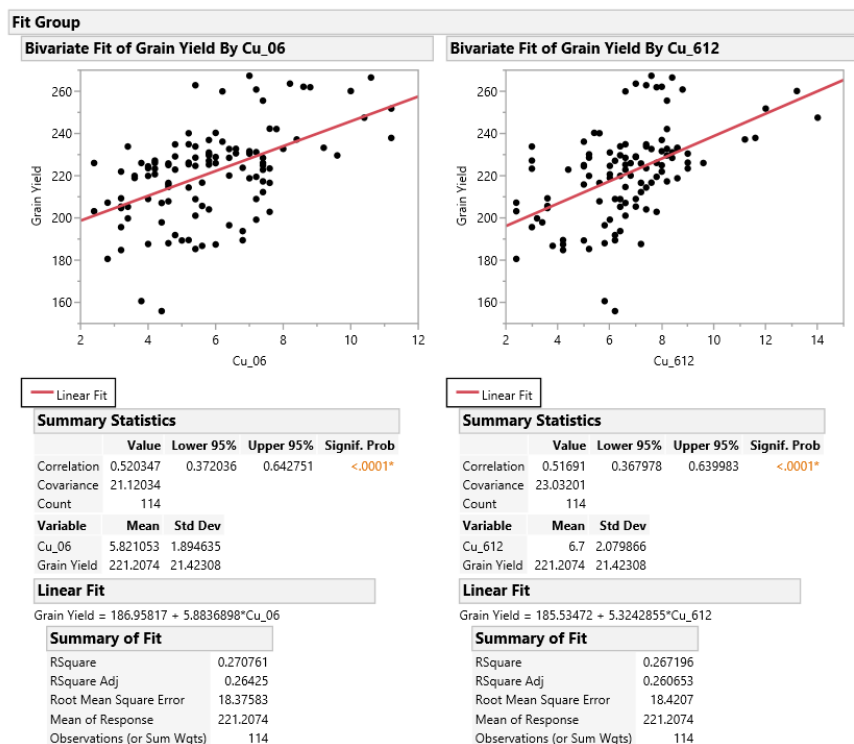 Fit Group
Bivariate Fit of Grain Yield By Cu_06
Grain Yield
260
240
220
200
180
160
2 4 6 8 10 12
Cu_06
Linear Fit
Summary Statistics
Value Lower 95% Upper 95% Signif. Prob
Correlation 0.520347 0.372036 0.642751 <.0001*
Covariance 21.12034
Count 114
Variable Mean Std Dev
Cu_06 5.821053 1.894635
Grain Yield 221.2074 21.42308
Linear Fit
Grain Yield = 186.95817 + 5.8836898*Cu_06
Summary of Fit
RSquare 0.270761
RSquare Adj 0.26425
Root Mean Square Error 18.37583
Mean of Response 221.2074
Observations (or Sum Wgts) 114
Bivariate Fit of Grain Yield By Cu_612
Grain Yield
260
240
220
200
180
160
2 4 6 8 10 12 14
Cu_612
Linear Fit
Summary Statistics
Value Lower 95% Upper 95% Signif. Prob
Correlation 0.51691 0.367978 0.639983 <.0001*
Covariance 23.03201
Count 114
Variable Mean Std Dev
Cu_612 6.7 2.079866
Grain Yield 221.2074 21.42308
Linear Fit
Grain Yield = 185.53472 + 5.3242855*Cu_612
Summary of Fit
RSquare 0.267196
RSquare Adj 0.260653
Root Mean Square Error 18.4207
Mean of Response 221.2074
Observations (or Sum Wgts) 114